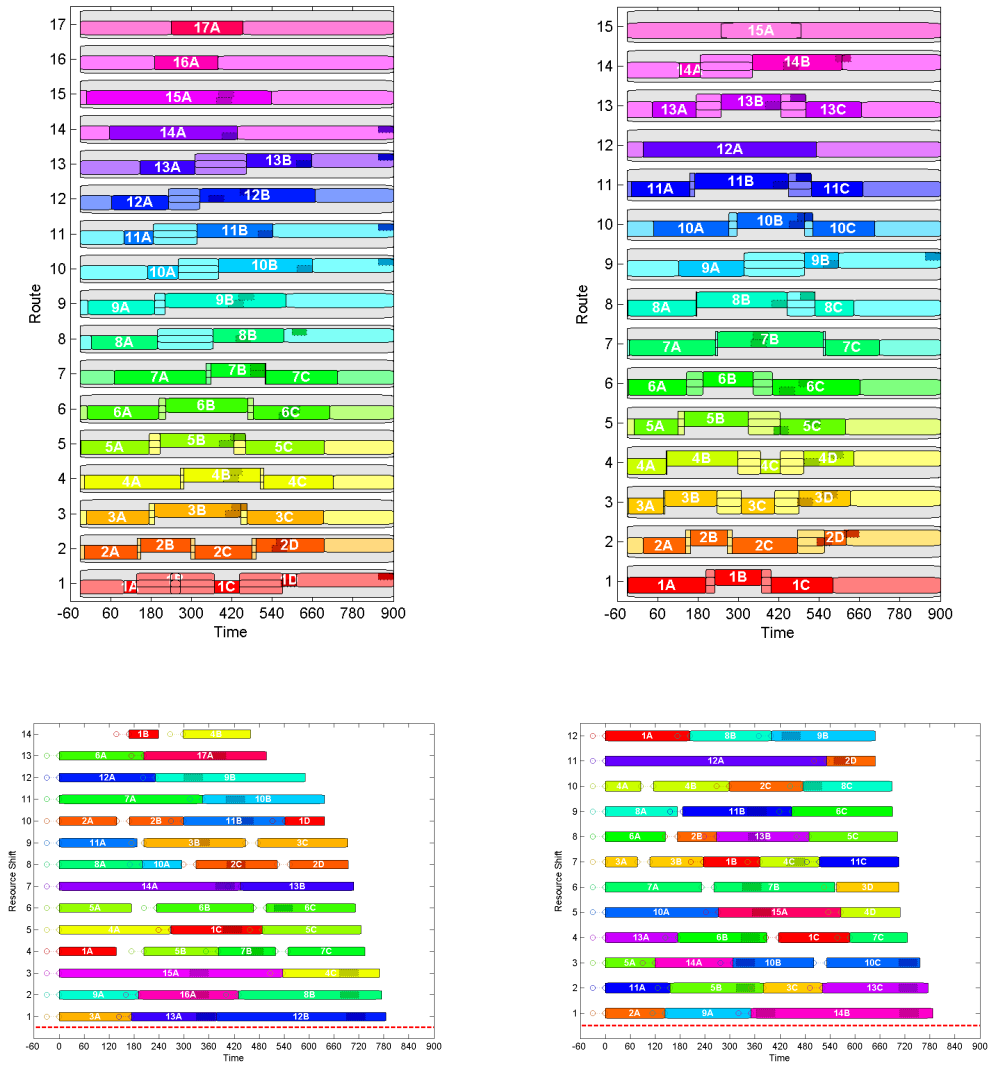 17 17A
16 16A
15 15A
14 14A
13 13A 13B
12 12A 12B
11 11A 11B
10 10A 10B
9 9A 9B
8 8A 8B
7 7A 7B 7C
6 6A 6B 6C
5 5A 5B 5C
4 4A 4B 4C
3 3A 3B 3C
2 2A 2B 2C 2D
1 1A 1C 1D
Route
-60 60 180 300 420 540 660 780 900
Time
15 15A
14 14A 14B
13 13A 13B 13C
12 12A
11 11A 11B 11C
10 10A 10B 10C
9 9A 9B
8 8A 8B 8C
7 7A 7B 7C
6 6A 6B 6C
5 5A 5B 5C
4 4A 4B 4C 4D
3 3A 3B 3C 3D
2 2A 2B 2C 2D
1 1A 1B 1C
Route
-60 60 180 300 420 540 660 780 900
Time
14 1B 4B
13 6A 17A
12 12A 9B
11 7A 10B
10 2A 2B 11B 1D
9 11A 3B 3C
8 8A 10A 2C 2D
7 14A 13B
6 5A 6B 6C
5 4A 1C 5C
4 1A 5B 7B 7C
3 15A 4C
2 9A 16A 8B
1 3A 13A 12B
Resource Shift
-60 0 60 120 180 240 300 360 420 480 540 600 660 720 780 840 900
Time
12 1A 8B 9B
11 12A 2D
10 4A 4B 2C 8C
9 8A 11B 6C
8 6A 2B 13B 5C
7 3A 3B 1B 4C 11C
6 7A 7B 3D
5 10A 15A 4D
4 13A 6B 1C 7C
3 5A 14A 10B 10C
2 11A 5B 3C 13C
1 2A 9A 14B
Resource Shift
-60 0 60 120 180 240 300 360 420 480 540 600 660 720 780 840 900
Time